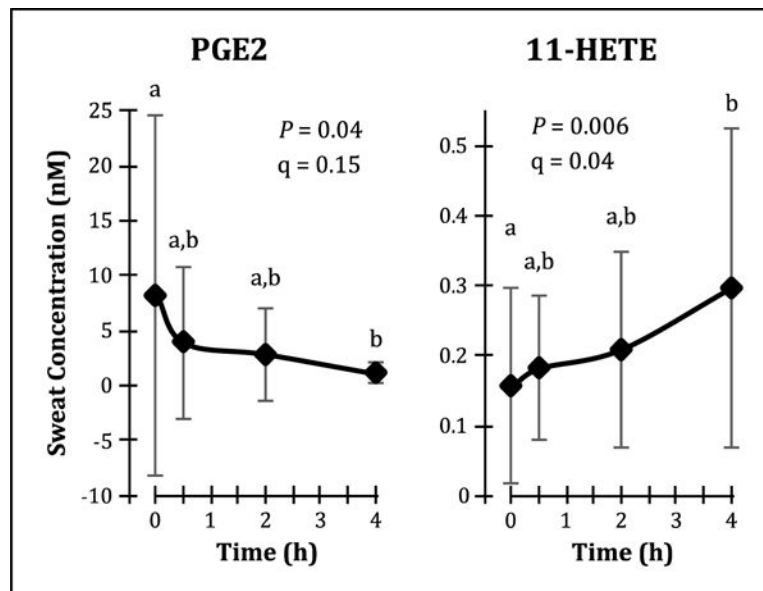 PGE2
11-HETE
Sweat Concentration (nM)
25
20
15
10
5
0
-5
-10
a
a,b
a,b
b
P = 0.04
q = 0.15
0 1 2 3 4
Time (h)
0.5
0.4
0.3
0.2
0.1
0
a
a,b
a,b
b
P = 0.006
q = 0.04
0 1 2 3 4
Time (h)